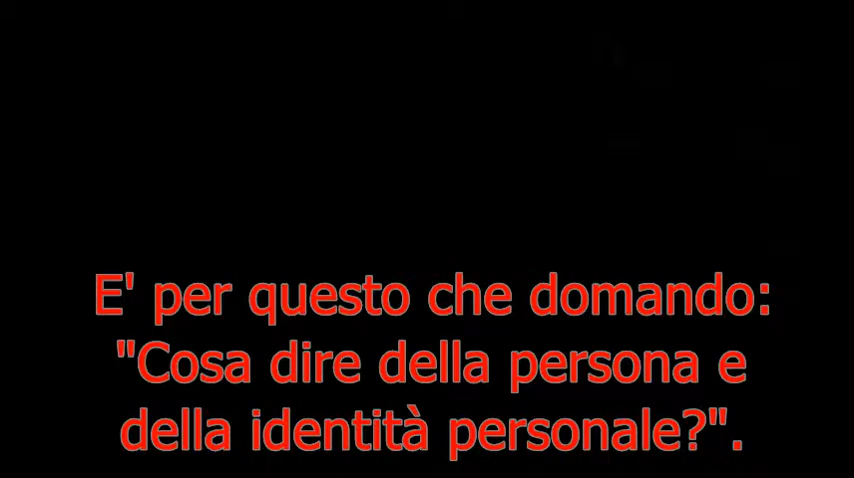 E' per questo che domando:
"Cosa dire della persona e
della identità personale?".